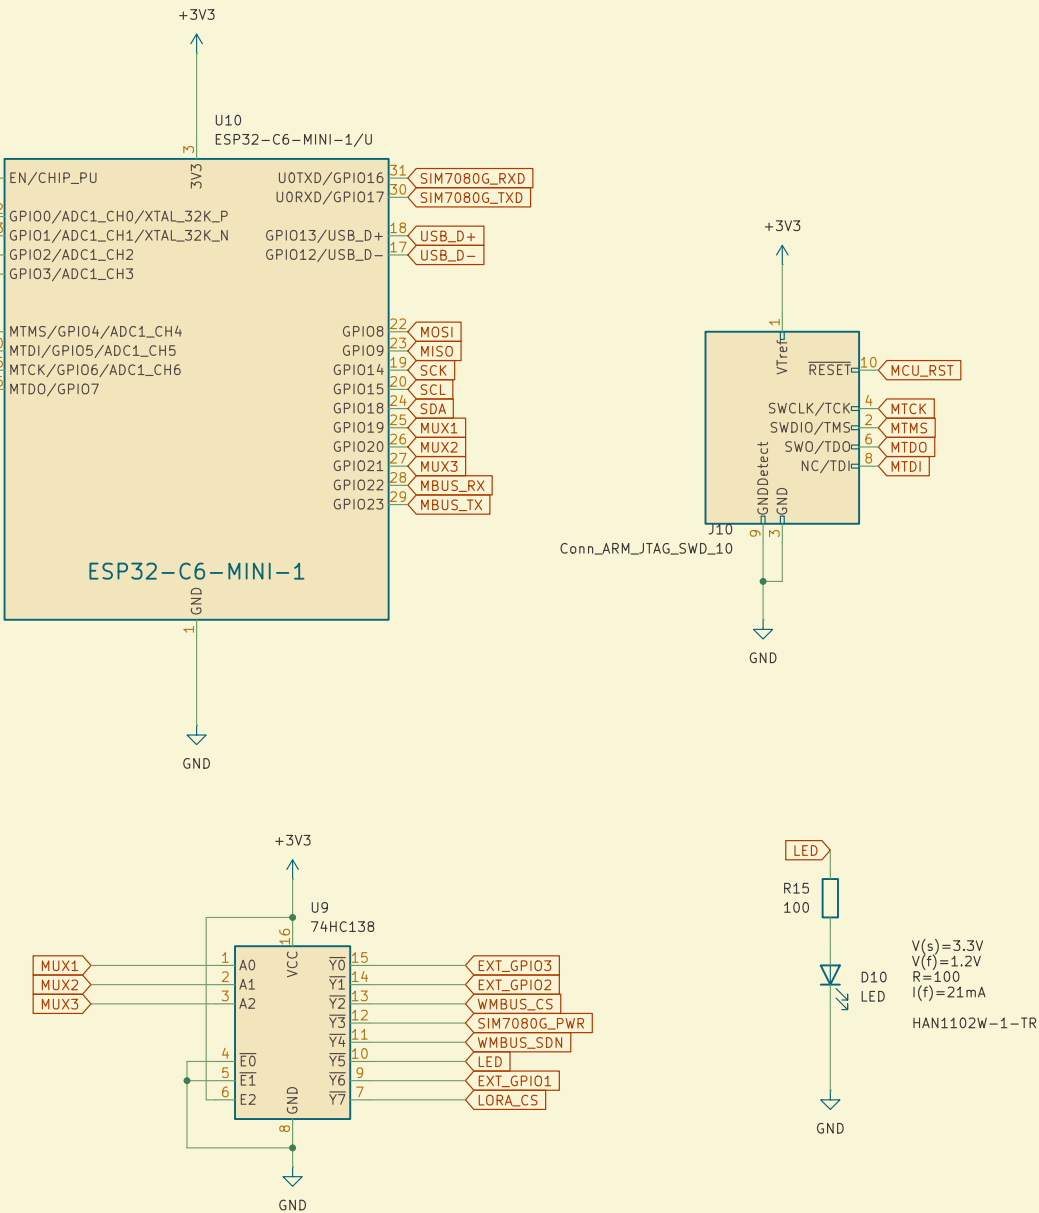 +3V3
U10
ESP32-C6-MINI-1/U
3
3V3
EN/CHIP_PU
GPIO0/ADC1_CH0/XTAL_32K_P
GPIO1/ADC1_CH1/XTAL_32K_N
GPIO2/ADC1_CH2
GPIO3/ADC1_CH3
MTMS/GPIO4/ADC1_CH4
MTDI/GPIO5/ADC1_CH5
MTCK/GPIO6/ADC1_CH6
MTDO/GPIO7
U0TXD/GPIO16 31 SIM7080G_RXD
U0RXD/GPIO17 30 SIM7080G_TXD
GPIO13/USB_D+ 18 USB_D+
GPIO12/USB_D- 17 USB_D-
GPIO8 22 MOSI
GPIO9 23 MISO
GPIO14 19 SCK
GPIO15 20 SCL
GPIO18 24 SDA
GPIO19 25 MUX1
GPIO20 26 MUX2
GPIO21 27 MUX3
GPIO22 28 MBUS_RX
GPIO23 29 MBUS_TX
ESP32-C6-MINI-1
GND
1
GND
+3V3
1
VTref
RESET 10 MCU_RST
SWCLK/TCK 4 MTCK
SWDIO/TMS 2 MTMS
SWO/TDO 6 MTDO
NC/TDI 8 MTDI
GNDDetect
GND
9
3
J10
Conn_ARM_JTAG_SWD_10
GND
+3V3
U9
74HC138
16
VCC
MUX1 1 A0
MUX2 2 A1
MUX3 3 A2
4 E0
5 E1
6 E2
Y0 15 EXT_GPIO3
Y1 14 EXT_GPIO2
Y2 13 WMBUS_CS
Y3 12 SIM7080G_PWR
Y4 11 WMBUS_SDN
Y5 10 LED
Y6 9 EXT_GPIO1
Y7 7 LORA_CS
GND
8
GND
LED
R15
100
D10
LED
V(s)=3.3V
V(f)=1.2V
R=100
I(f)=21mA
HAN1102W-1-TR
GND